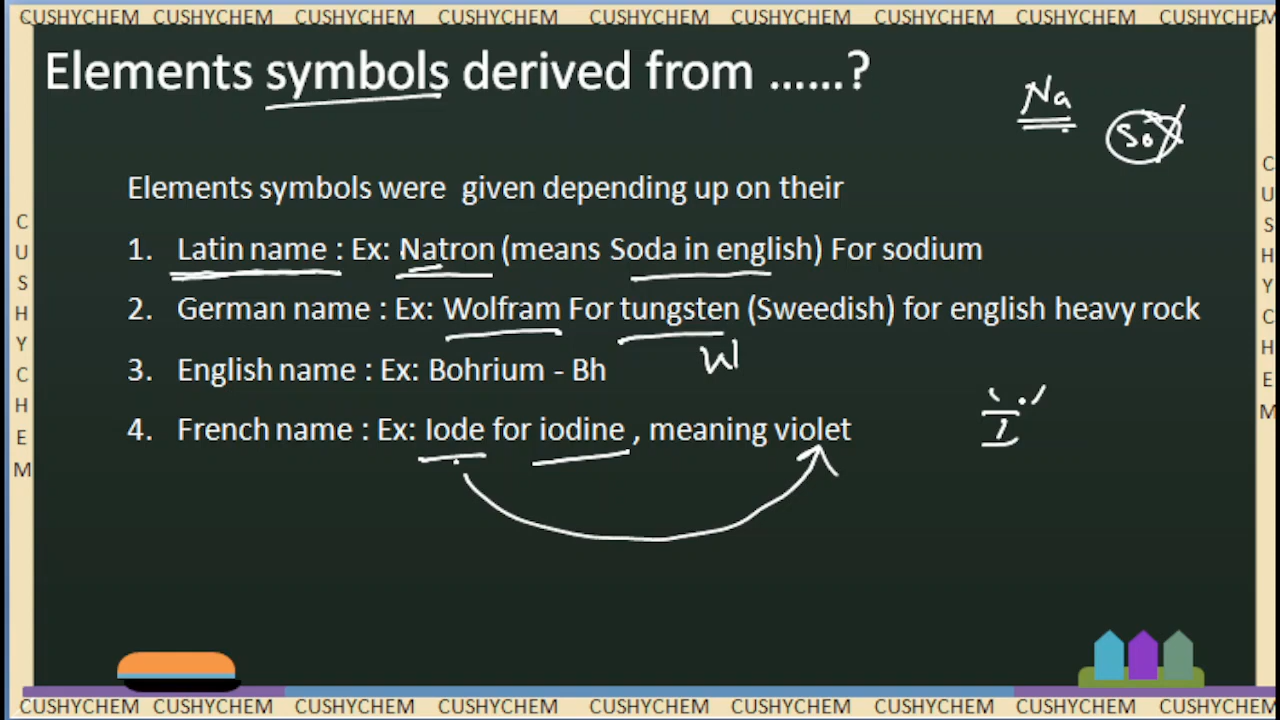 CUSHYCHEM CUSHYCHEM CUSHYCHEM CUSHYCHEM CUSHYCHEM CUSHYCHEM CUSHYCHEM CUSHYCHEM CUSHYCHEM
Elements symbols derived from ......?
Na
So
Elements symbols were given depending up on their
1. Latin name : Ex: Natron (means Soda in english) For sodium
2. German name : Ex: Wolfram For tungsten (Sweedish) for english heavy rock
W
3. English name : Ex: Bohrium - Bh
4. French name : Ex: Iode for iodine , meaning violet
I
CUSHYCHEM
CUSHYCHEM
CUSHYCHEM CUSHYCHEM CUSHYCHEM CUSHYCHEM CUSHYCHEM CUSHYCHEM CUSHYCHEM CUSHYCHEM CUSHYCHEM